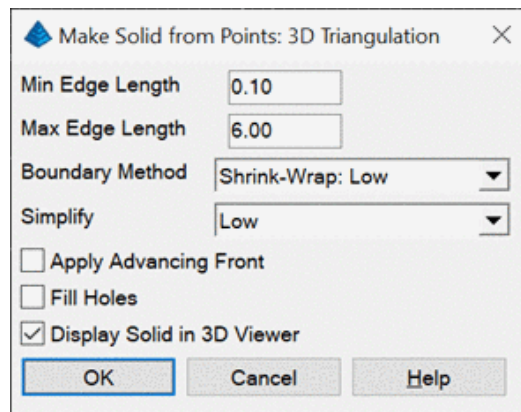 Make Solid from Points: 3D Triangulation
Min Edge Length 0.10
Max Edge Length 6.00
Boundary Method Shrink-Wrap: Low
Simplify Low
Apply Advancing Front
Fill Holes
Display Solid in 3D Viewer
OK Cancel Help